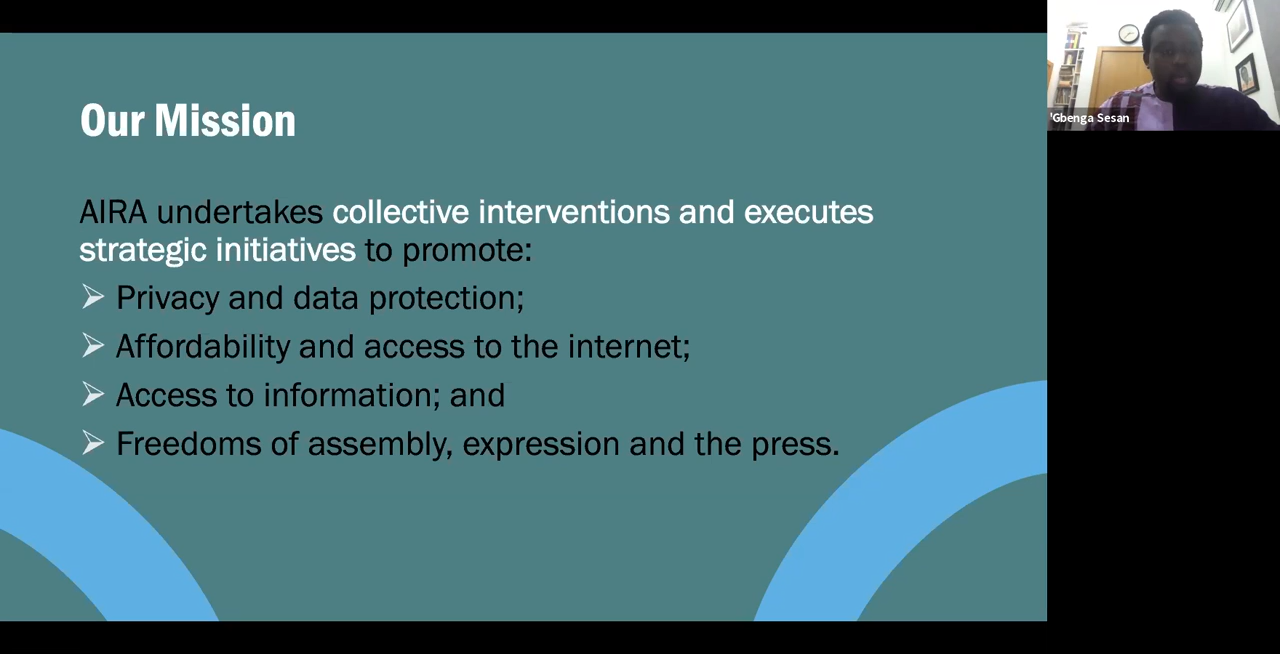 Our Mission
AIRA undertakes collective interventions and executes
strategic initiatives to promote:
➢ Privacy and data protection;
➢ Affordability and access to the internet;
➢ Access to information; and
➢ Freedoms of assembly, expression and the press.
'Gbenga Sesan